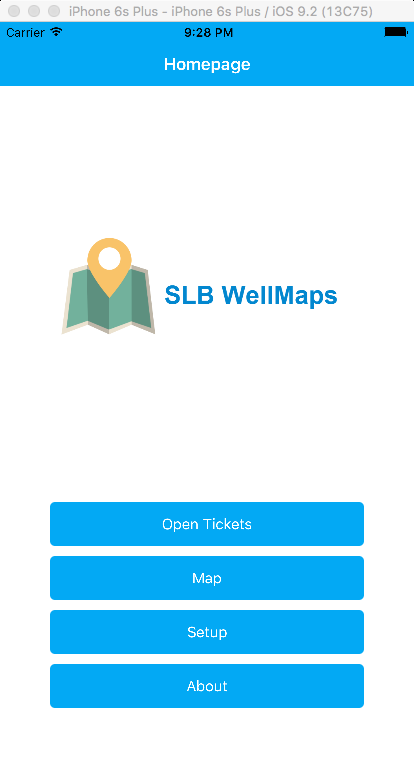 iPhone 6s Plus - iPhone 6s Plus / iOS 9.2 (13C75)
Carrier 9:28 PM
Homepage
SLB WellMaps
Open Tickets
Map
Setup
About